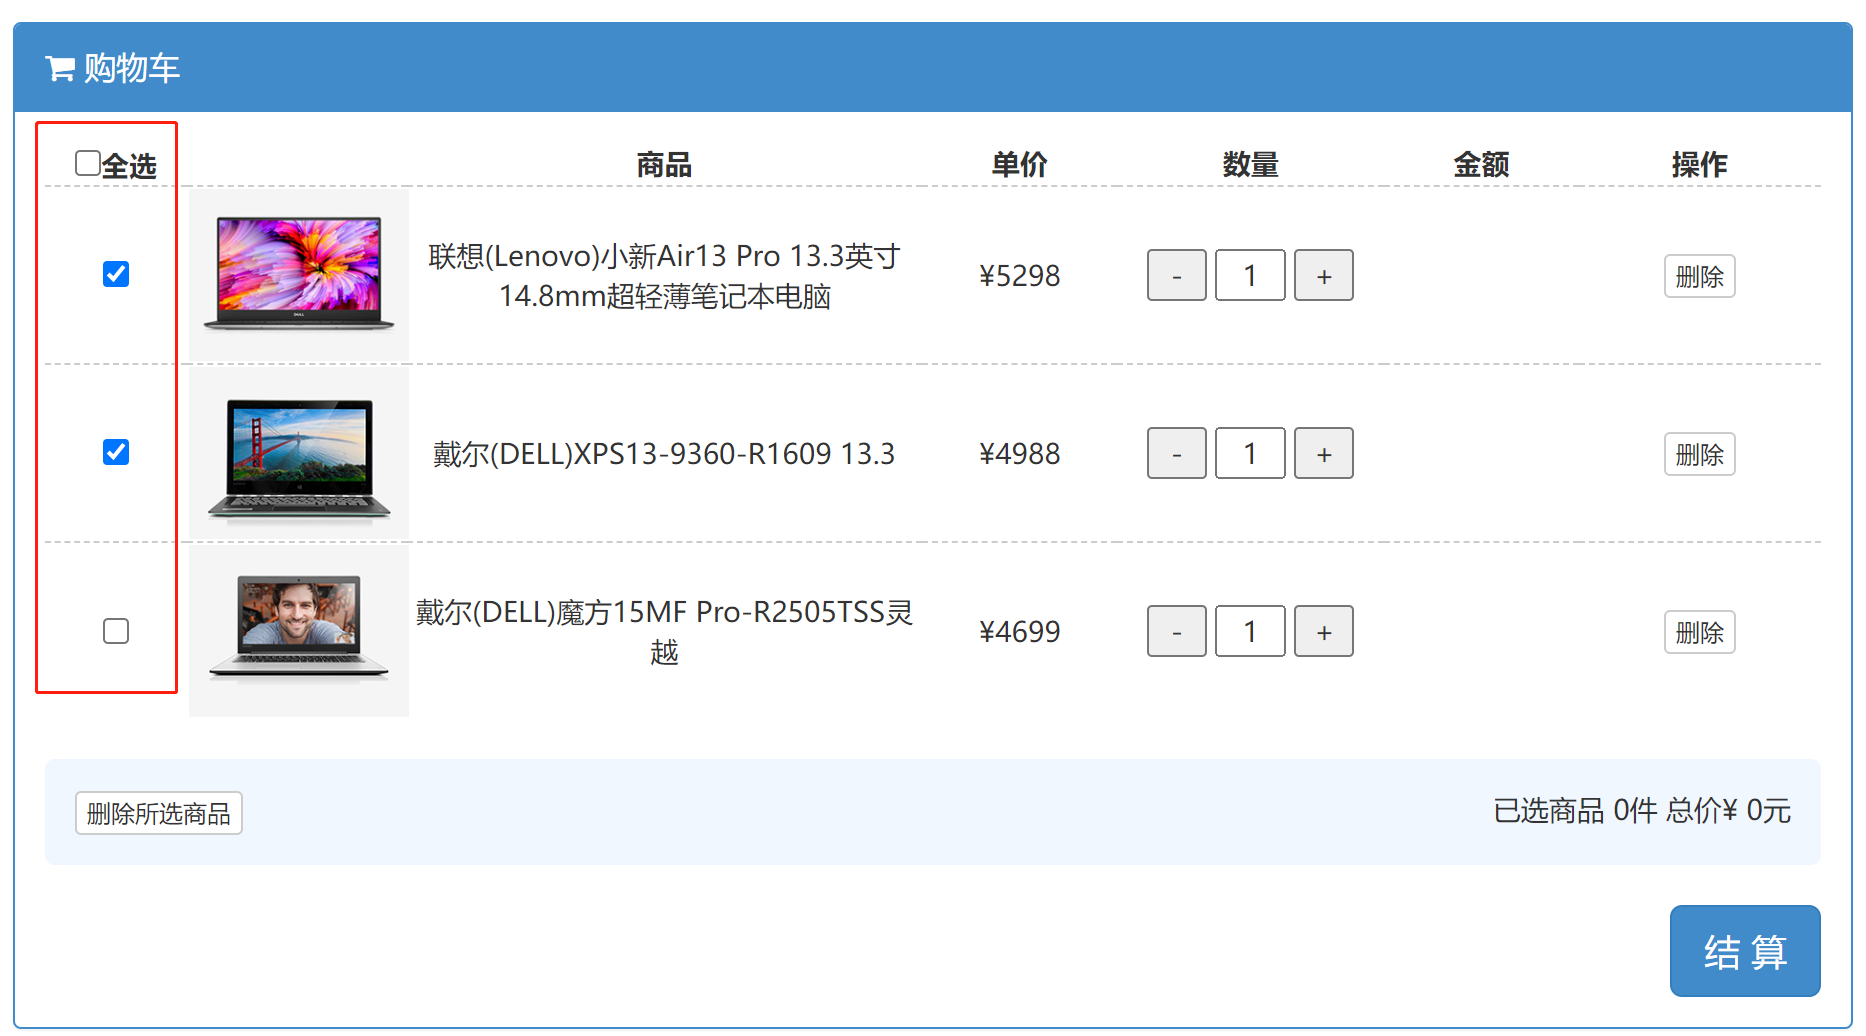 购物车
全选 商品 单价 数量 金额 操作
联想(Lenovo)小新Air13 Pro 13.3英寸
14.8mm超轻薄笔记本电脑
¥5298 - 1 + 删除
戴尔(DELL)XPS13-9360-R1609 13.3 ¥4988 - 1 + 删除
戴尔(DELL)魔方15MF Pro-R2505TSS灵
越
¥4699 - 1 + 删除
删除所选商品 已选商品 0件 总价¥ 0元
结 算